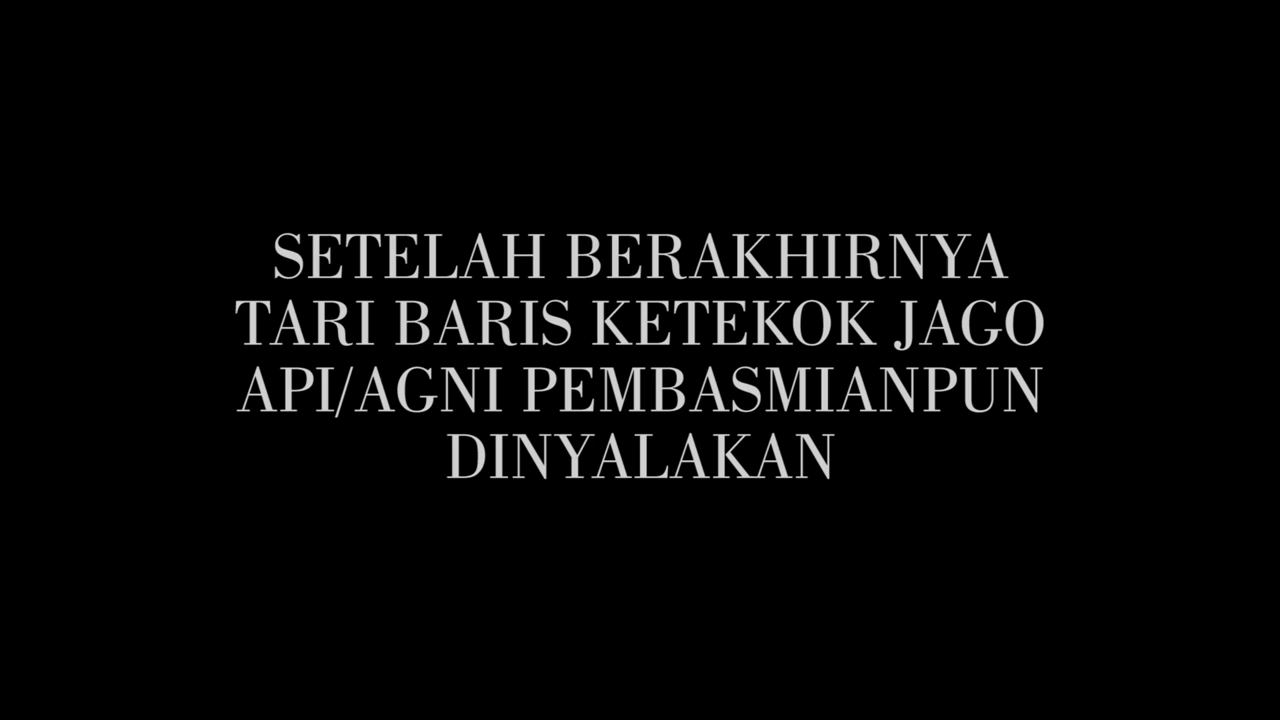 SETELAH BERAKHIRNYA
TARI BARIS KETEKOK JAGO
API/AGNI PEMBASMIANPUN
DINYALAKAN